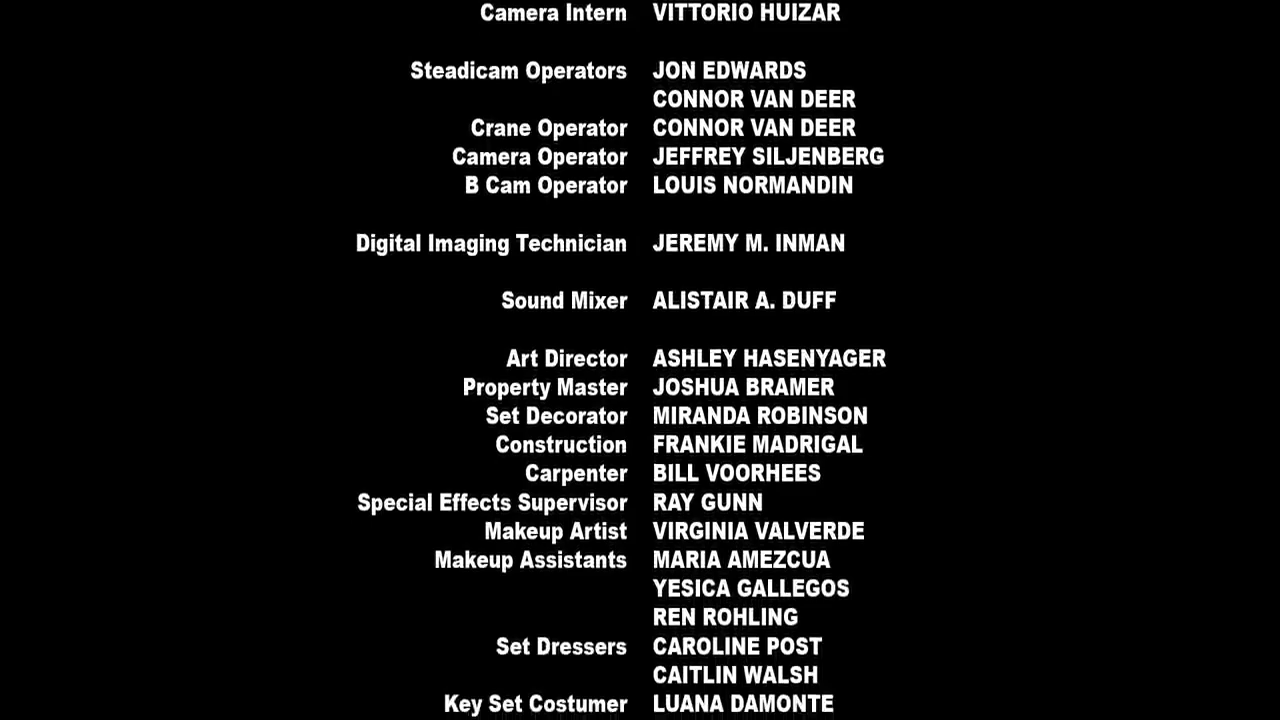 Camera Intern VITTORIO HUIZAR
Steadicam Operators JON EDWARDS
CONNOR VAN DEER
Crane Operator CONNOR VAN DEER
Camera Operator JEFFREY SILJENBERG
B Cam Operator LOUIS NORMANDIN
Digital Imaging Technician JEREMY M. INMAN
Sound Mixer ALISTAIR A. DUFF
Art Director ASHLEY HASENYAGER
Property Master JOSHUA BRAMER
Set Decorator MIRANDA ROBINSON
Construction FRANKIE MADRIGAL
Carpenter BILL VOORHEES
Special Effects Supervisor RAY GUNN
Makeup Artist VIRGINIA VALVERDE
Makeup Assistants MARIA AMEZCUA
YESICA GALLEGOS
REN ROHLING
Set Dressers CAROLINE POST
CAITLIN WALSH
Key Set Costumer LUANA DAMONTE